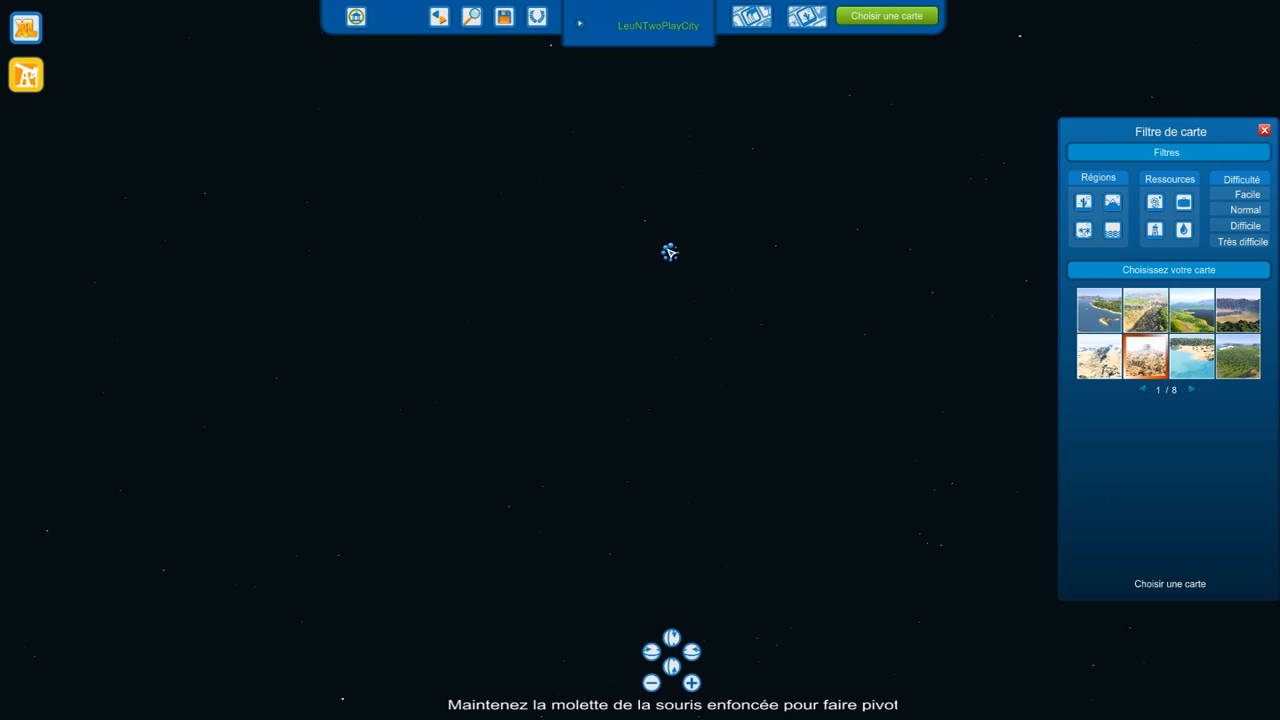 XL
LeuNTwoPlayCity
Choisir une carte
Filtre de carte
Filtres
Régions
Ressources
Difficulté
Facile
Normal
Difficile
Très difficile
Choisissez votre carte
1 / 8
Choisir une carte
Maintenez la molette de la souris enfoncée pour faire pivot